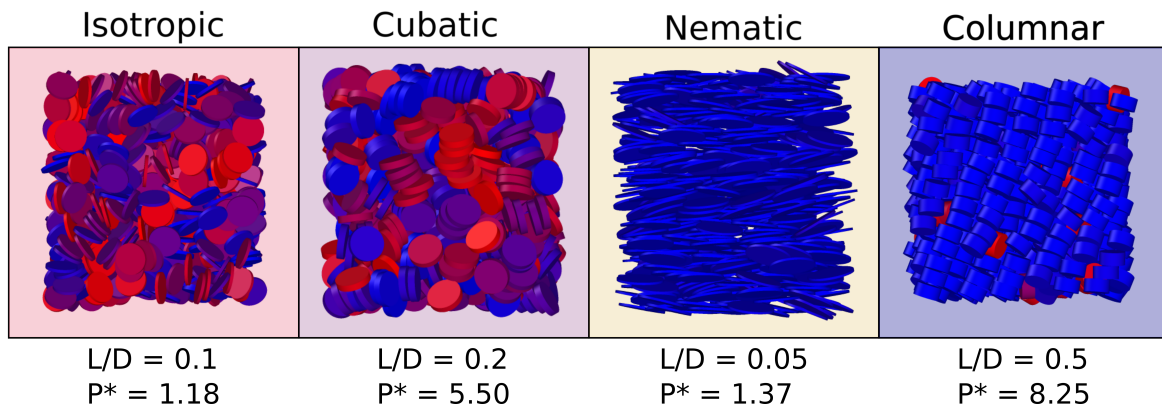 Isotropic
Cubatic
Nematic
Columnar
L/D = 0.1
P* = 1.18
L/D = 0.2
P* = 5.50
L/D = 0.05
P* = 1.37
L/D = 0.5
P* = 8.25